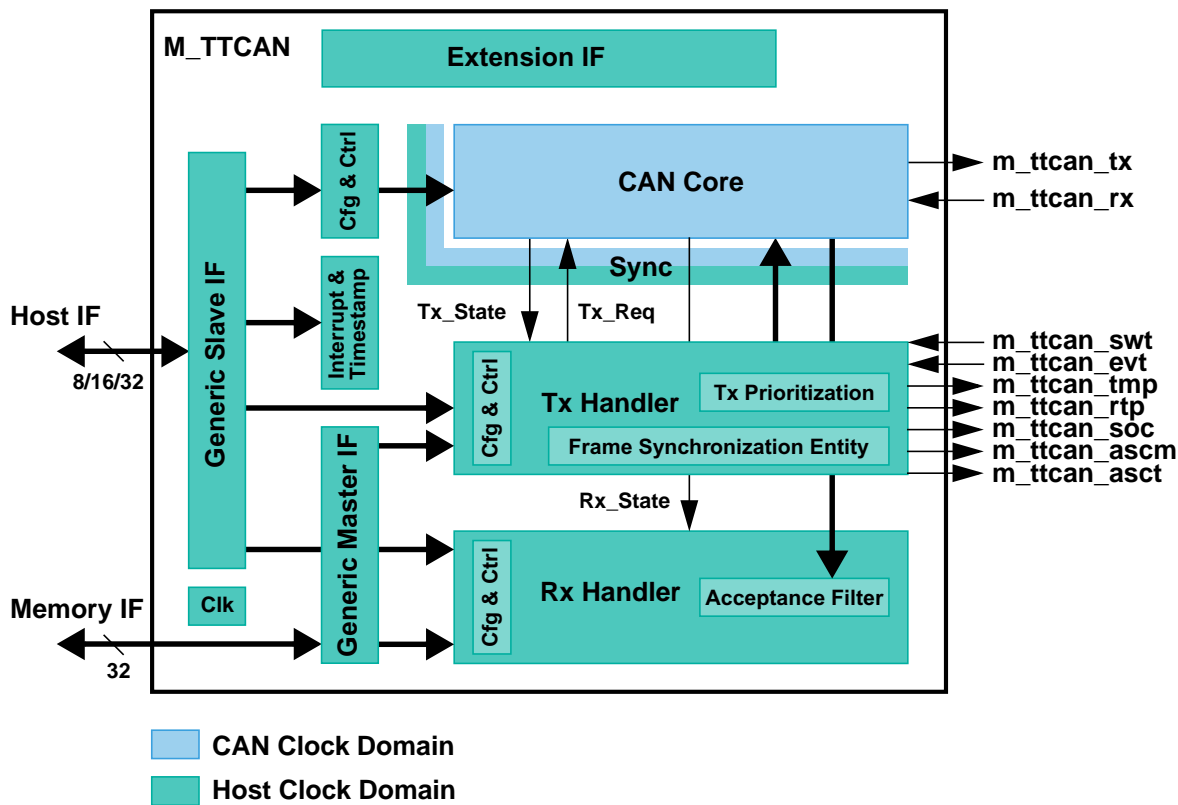 M_TTCAN
Extension IF
Cfg & Ctrl
CAN Core
m_ttcan_tx
m_ttcan_rx
Sync
Generic Slave IF
Interrupt &
Timestamp
Host IF
8/16/32
Tx_State
Tx_Req
Cfg & Ctrl
Tx Handler
Tx Prioritization
Frame Synchronization Entity
m_ttcan_swt
m_ttcan_evt
m_ttcan_tmp
m_ttcan_rtp
m_ttcan_soc
m_ttcan_ascm
m_ttcan_asct
Generic Master IF
Rx_State
Cfg & Ctrl
Rx Handler
Acceptance Filter
Clk
Memory IF
32
CAN Clock Domain
Host Clock Domain